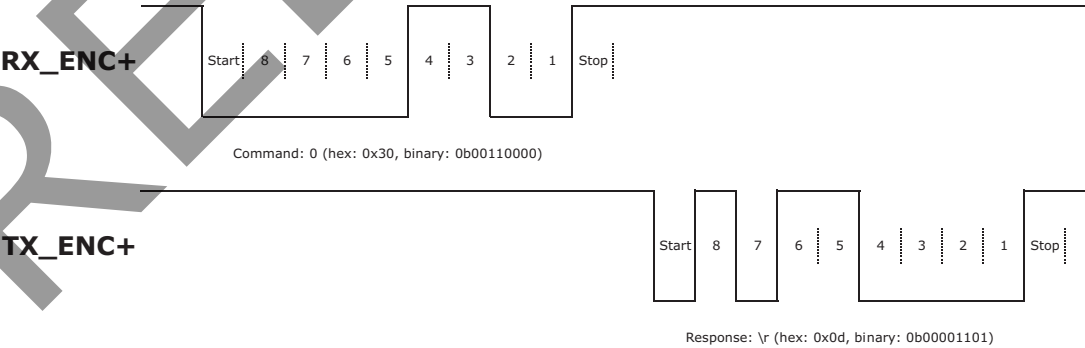 RX_ENC+
Start 8 7 6 5 4 3 2 1 Stop
Command: 0 (hex: 0x30, binary: 0b00110000)
TX_ENC+
Start 8 7 6 5 4 3 2 1 Stop
Response: \r (hex: 0x0d, binary: 0b00001101)